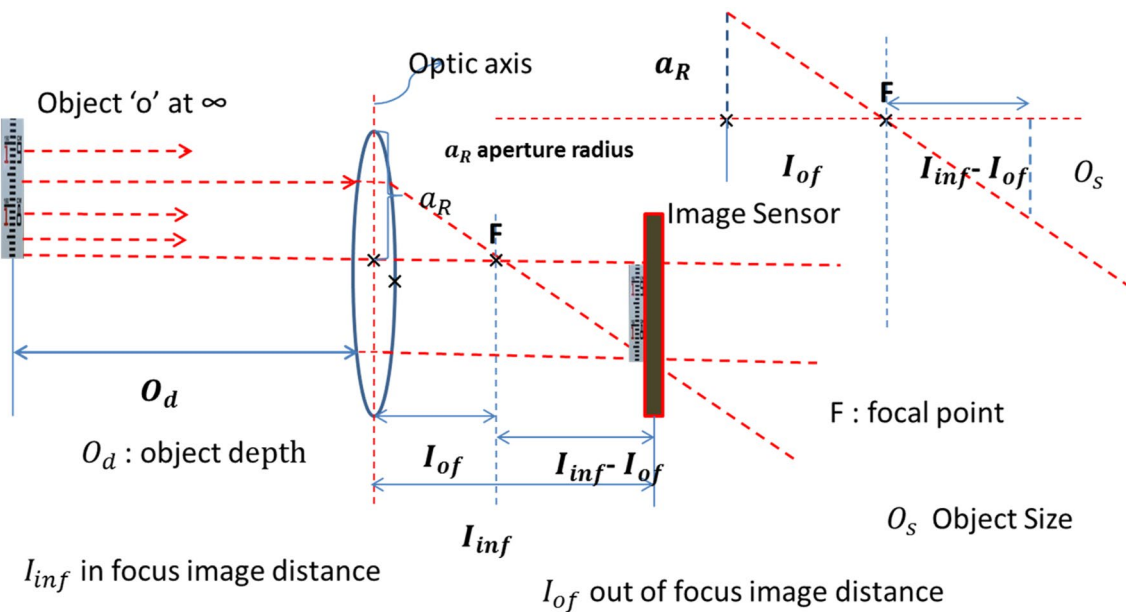 Optic axis
a_R
F
Object ‘o’ at ∞
a_R aperture radius
I_of
I_inf- I_of
O_s
a_R
Image Sensor
F
O_d
F : focal point
O_d : object depth
I_of
I_inf- I_of
I_inf
O_s Object Size
I_inf in focus image distance
I_of out of focus image distance